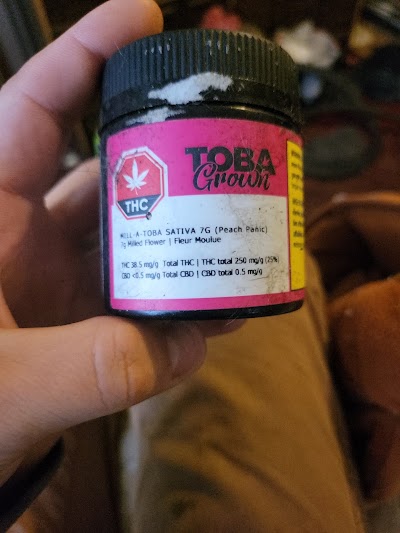 TOBA
Grown
THC
MILL-A-TOBA SATIVA 7G (Peach Panic)
7g Milled Flower | Fleur Moulue
THC 38.5 mg/g Total THC | THC total 250 mg/g (25%)
CBD <0.5 mg/g Total CBD | CBD total 0.5 mg/g